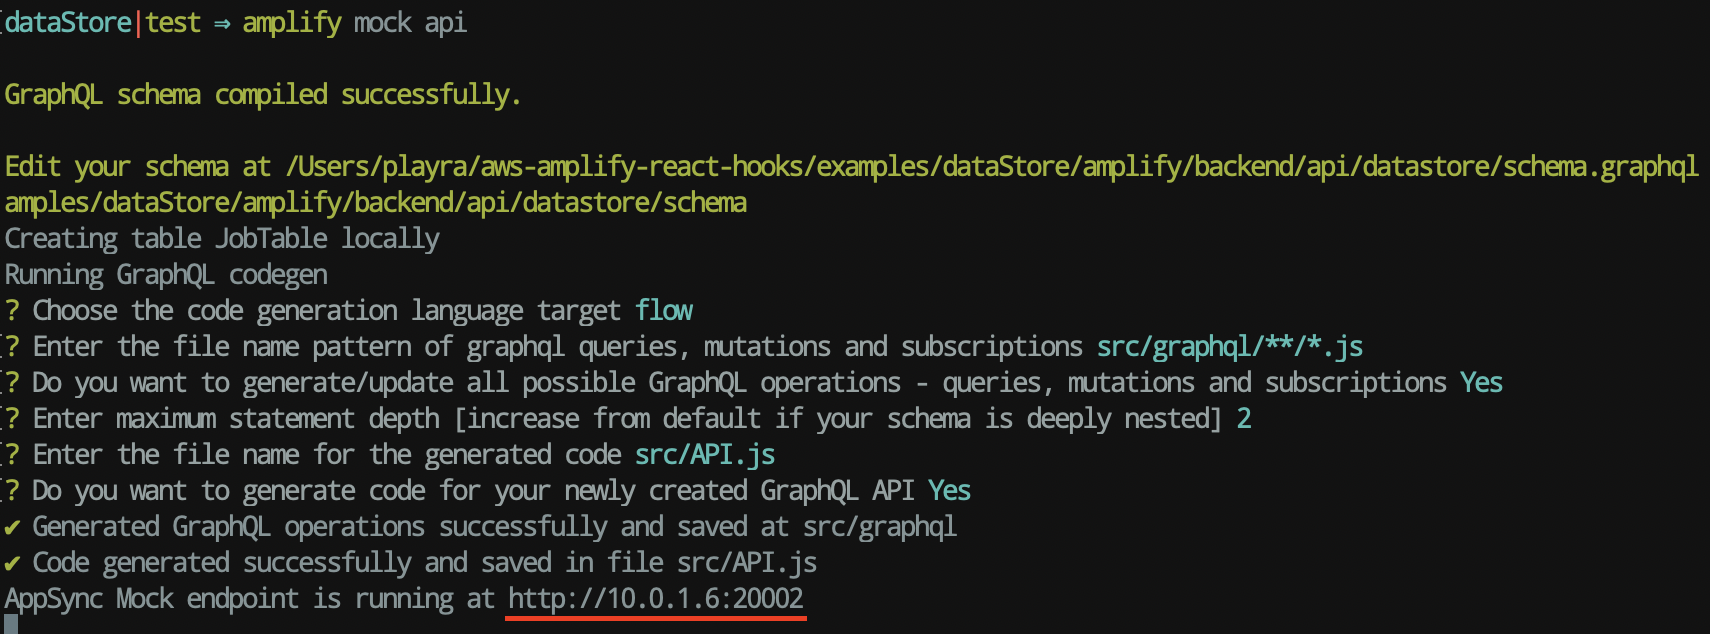 dataStore|test ⇒ amplify mock api
GraphQL schema compiled successfully.
Edit your schema at /Users/playra/aws-amplify-react-hooks/examples/dataStore/amplify/backend/api/datastore/schema.graphql
amples/dataStore/amplify/backend/api/datastore/schema
Creating table JobTable locally
Running GraphQL codegen
? Choose the code generation language target flow
? Enter the file name pattern of graphql queries, mutations and subscriptions src/graphql/**/*.js
? Do you want to generate/update all possible GraphQL operations - queries, mutations and subscriptions Yes
? Enter maximum statement depth [increase from default if your schema is deeply nested] 2
? Enter the file name for the generated code src/API.js
? Do you want to generate code for your newly created GraphQL API Yes
✔ Generated GraphQL operations successfully and saved at src/graphql
✔ Code generated successfully and saved in file src/API.js
AppSync Mock endpoint is running at http://10.0.1.6:20002